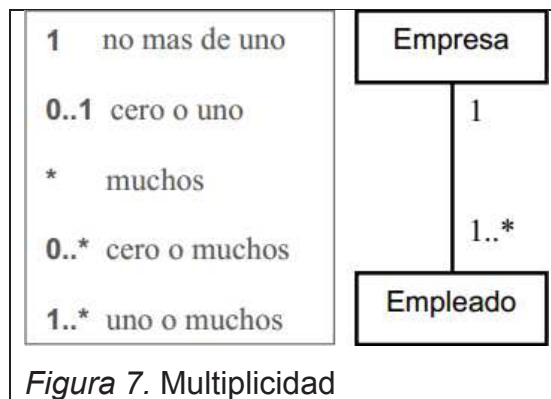 1 no mas de uno
0..1 cero o uno
* muchos
0..* cero o muchos
1..* uno o muchos
Empresa
1
1..*
Empleado
Figura 7. Multiplicidad